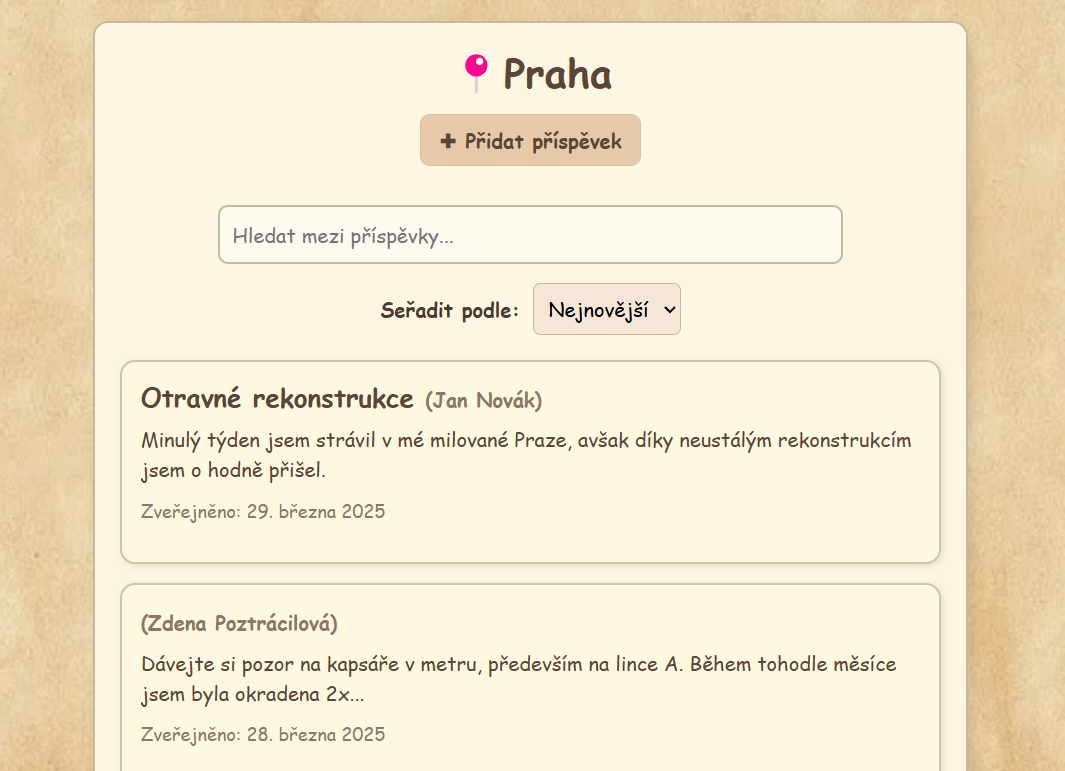 Praha
Přidat příspěvek
Hledat mezi příspěvky...
Seřadit podle: Nejnovější
Otravné rekonstrukce (Jan Novák)
Minulý týden jsem strávil v mé milované Praze, avšak díky neustálým rekonstrukcím
jsem o hodně přišel.
Zveřejněno: 29. března 2025
(Zdena Poztrácilová)
Dávejte si pozor na kapsáře v metru, především na lince A. Během tohodle měsíce
jsem byla okradena 2x...
Zveřejněno: 28. března 2025